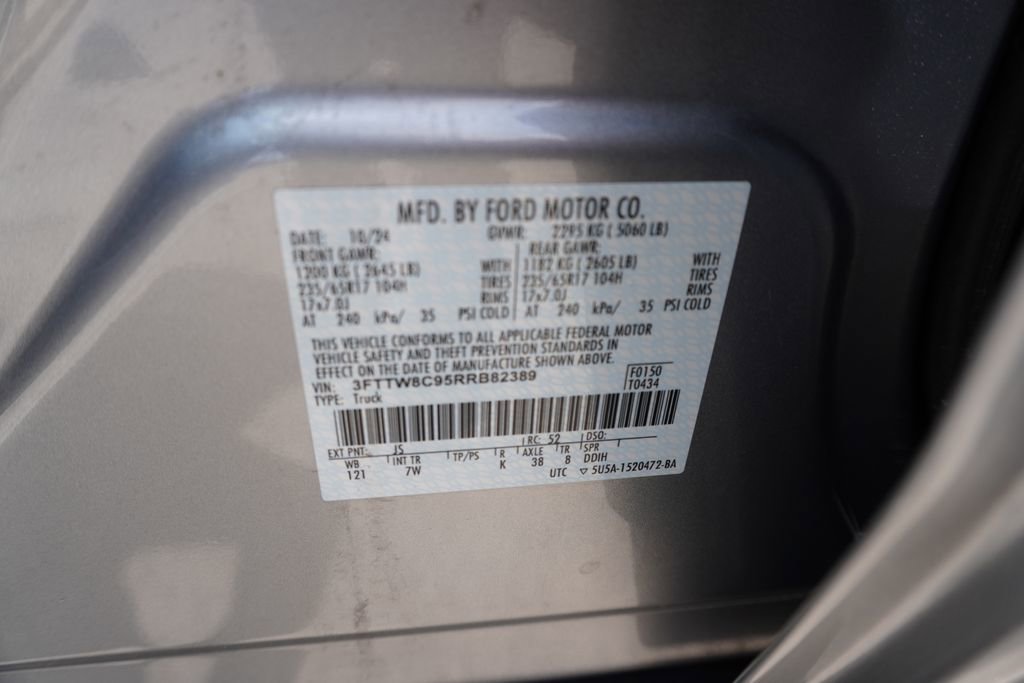 MFD. BY FORD MOTOR CO.
DATE: 10/24 GVWR: 2295 KG ( 5060 LB)
FRONT GAWR: REAR GAWR:
1200 KG ( 2645 LB) WITH 1182 KG ( 2605 LB) WITH
235/65R17 104H TIRES 235/65R17 104H TIRES
17x7.0J RIMS 17x7.0J RIMS
AT 240 kPa/ 35 PSI COLD AT 240 kPa/ 35 PSI COLD
THIS VEHICLE CONFORMS TO ALL APPLICABLE FEDERAL MOTOR
VEHICLE SAFETY AND THEFT PREVENTION STANDARDS IN
EFFECT ON THE DATE OF MANUFACTURE SHOWN ABOVE.
VIN: 3FTTW8C95RRB82389 F0150
TYPE: Truck T0434
EXT PNT: JS RC: 52 DSO:
WB INT TR TP/PS R AXLE TR SPR
121 7W K 38 8 DDIH
UTC ▽ 5U5A-1520472-BA